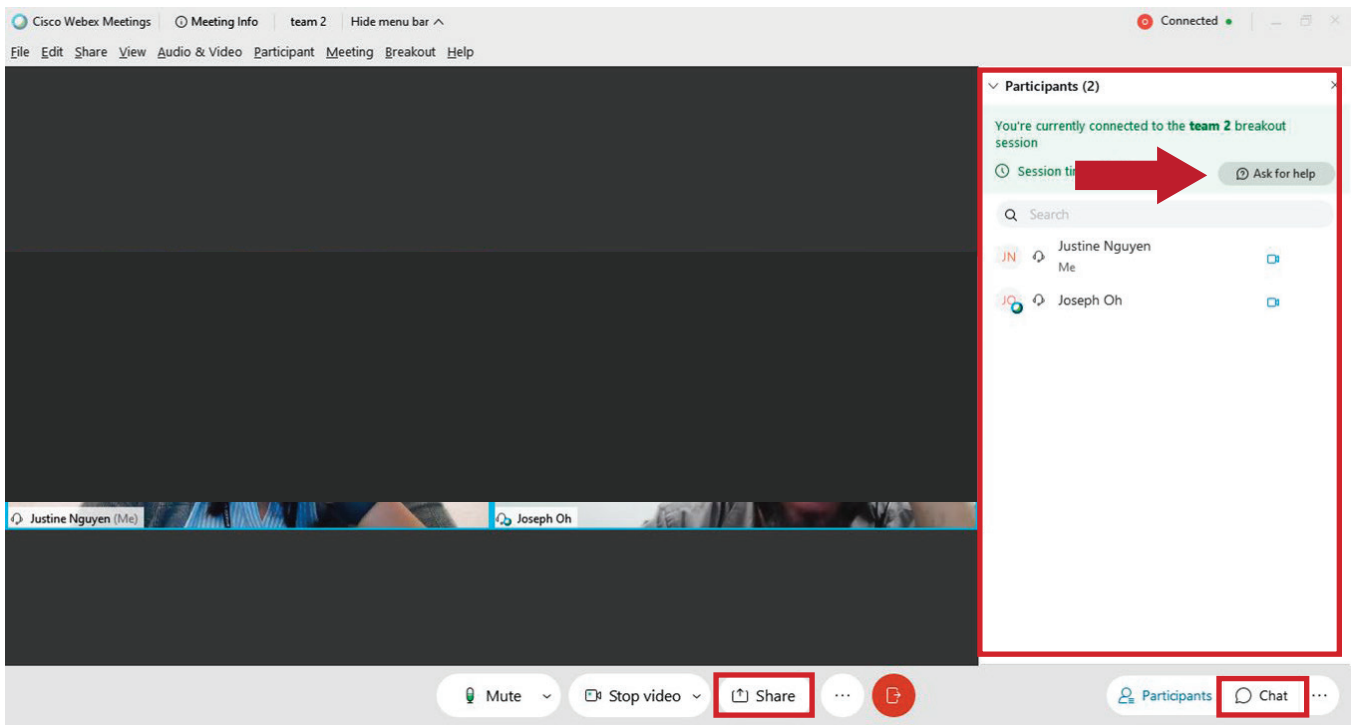 Cisco Webex Meetings Meeting Info team 2 Hide menu bar Connected
File Edit Share View Audio & Video Participant Meeting Breakout Help
Participants (2)
You're currently connected to the team 2 breakout
session
Session
Ask for help
Search
JN Justine Nguyen
Me
JO Joseph Oh
Justine Nguyen (Me) Joseph Oh
Mute Stop video Share ... Participants Chat ...